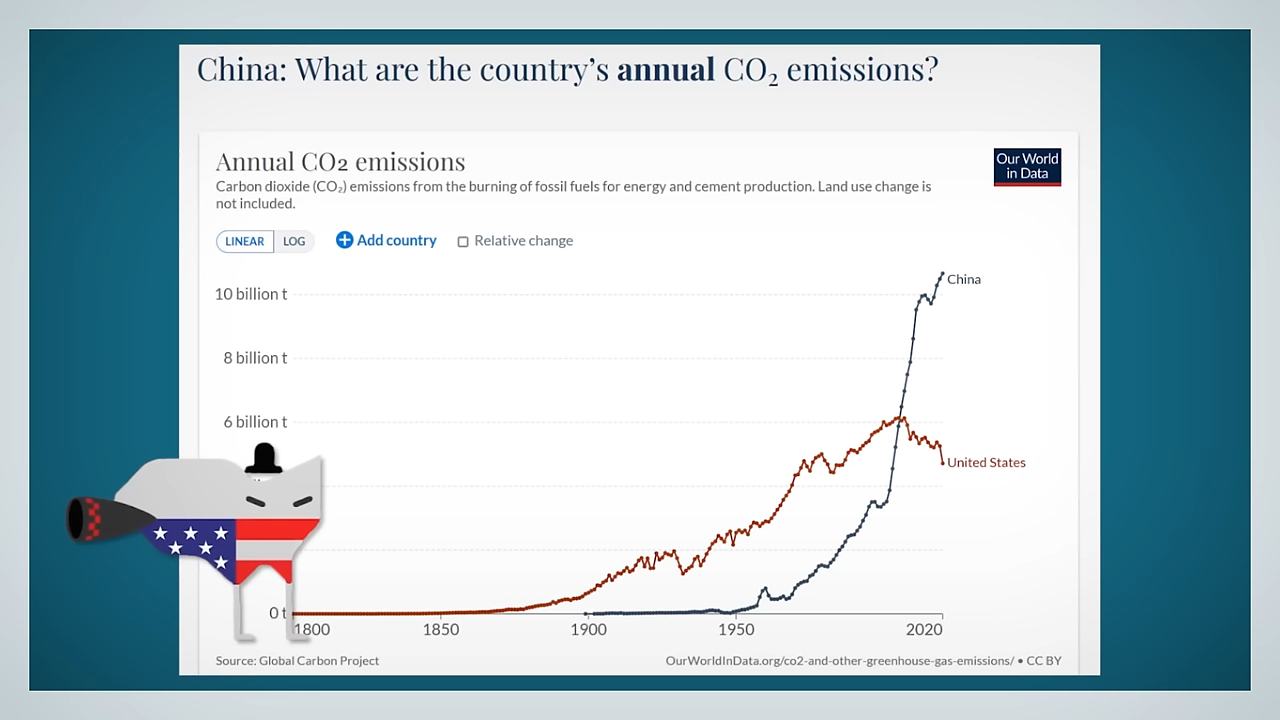 China: What are the country's annual CO₂ emissions?
Annual CO2 emissions
Carbon dioxide (CO₂) emissions from the burning of fossil fuels for energy and cement production. Land use change is
not included.
Our World
in Data
LINEAR LOG Add country Relative change
China
10 billion t
8 billion t
6 billion t
United States
0 t
1800 1850 1900 1950 2020
Source: Global Carbon Project OurWorldInData.org/co2-and-other-greenhouse-gas-emissions/ • CC BY